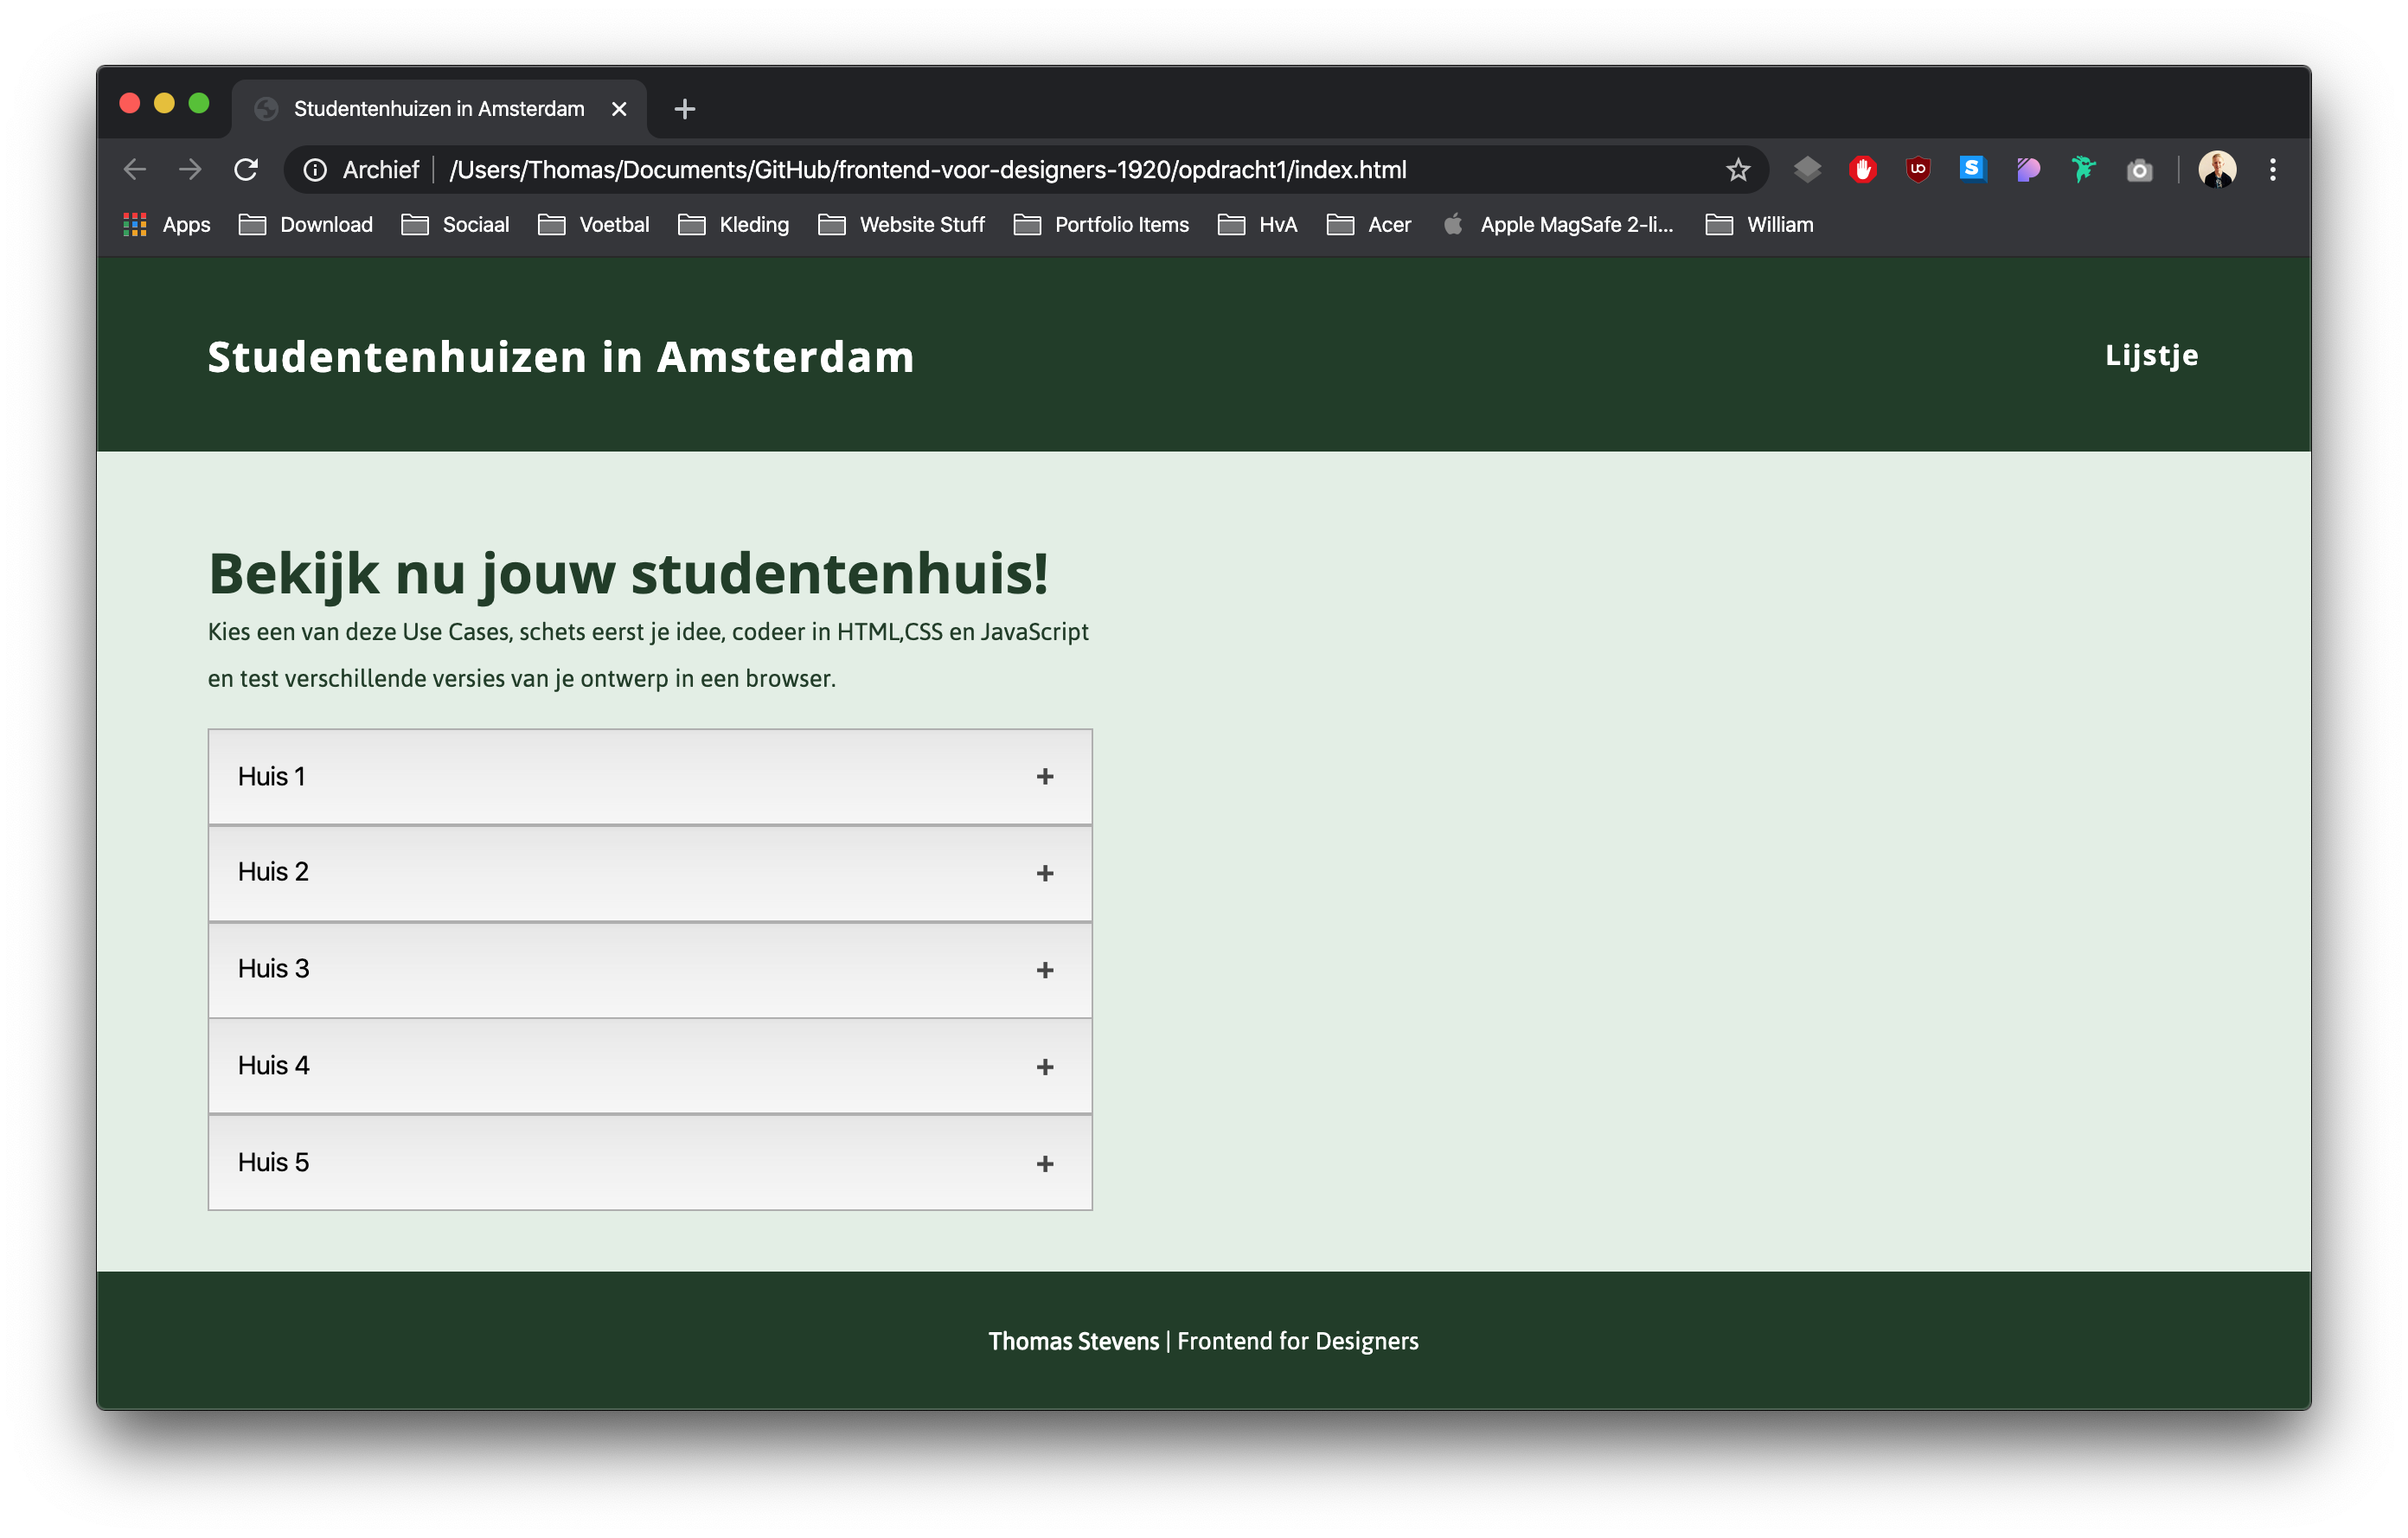 Studentenhuizen in Amsterdam
Archief /Users/Thomas/Documents/GitHub/frontend-voor-designers-1920/opdracht1/index.html
Apps Download Sociaal Voetbal Kleding Website Stuff Portfolio Items HvA Acer Apple MagSafe 2-li... William
Studentenhuizen in Amsterdam Lijstje
Bekijk nu jouw studentenhuis!
Kies een van deze Use Cases, schets eerst je idee, codeer in HTML,CSS en JavaScript
en test verschillende versies van je ontwerp in een browser.
Huis 1 +
Huis 2 +
Huis 3 +
Huis 4 +
Huis 5 +
Thomas Stevens | Frontend for Designers